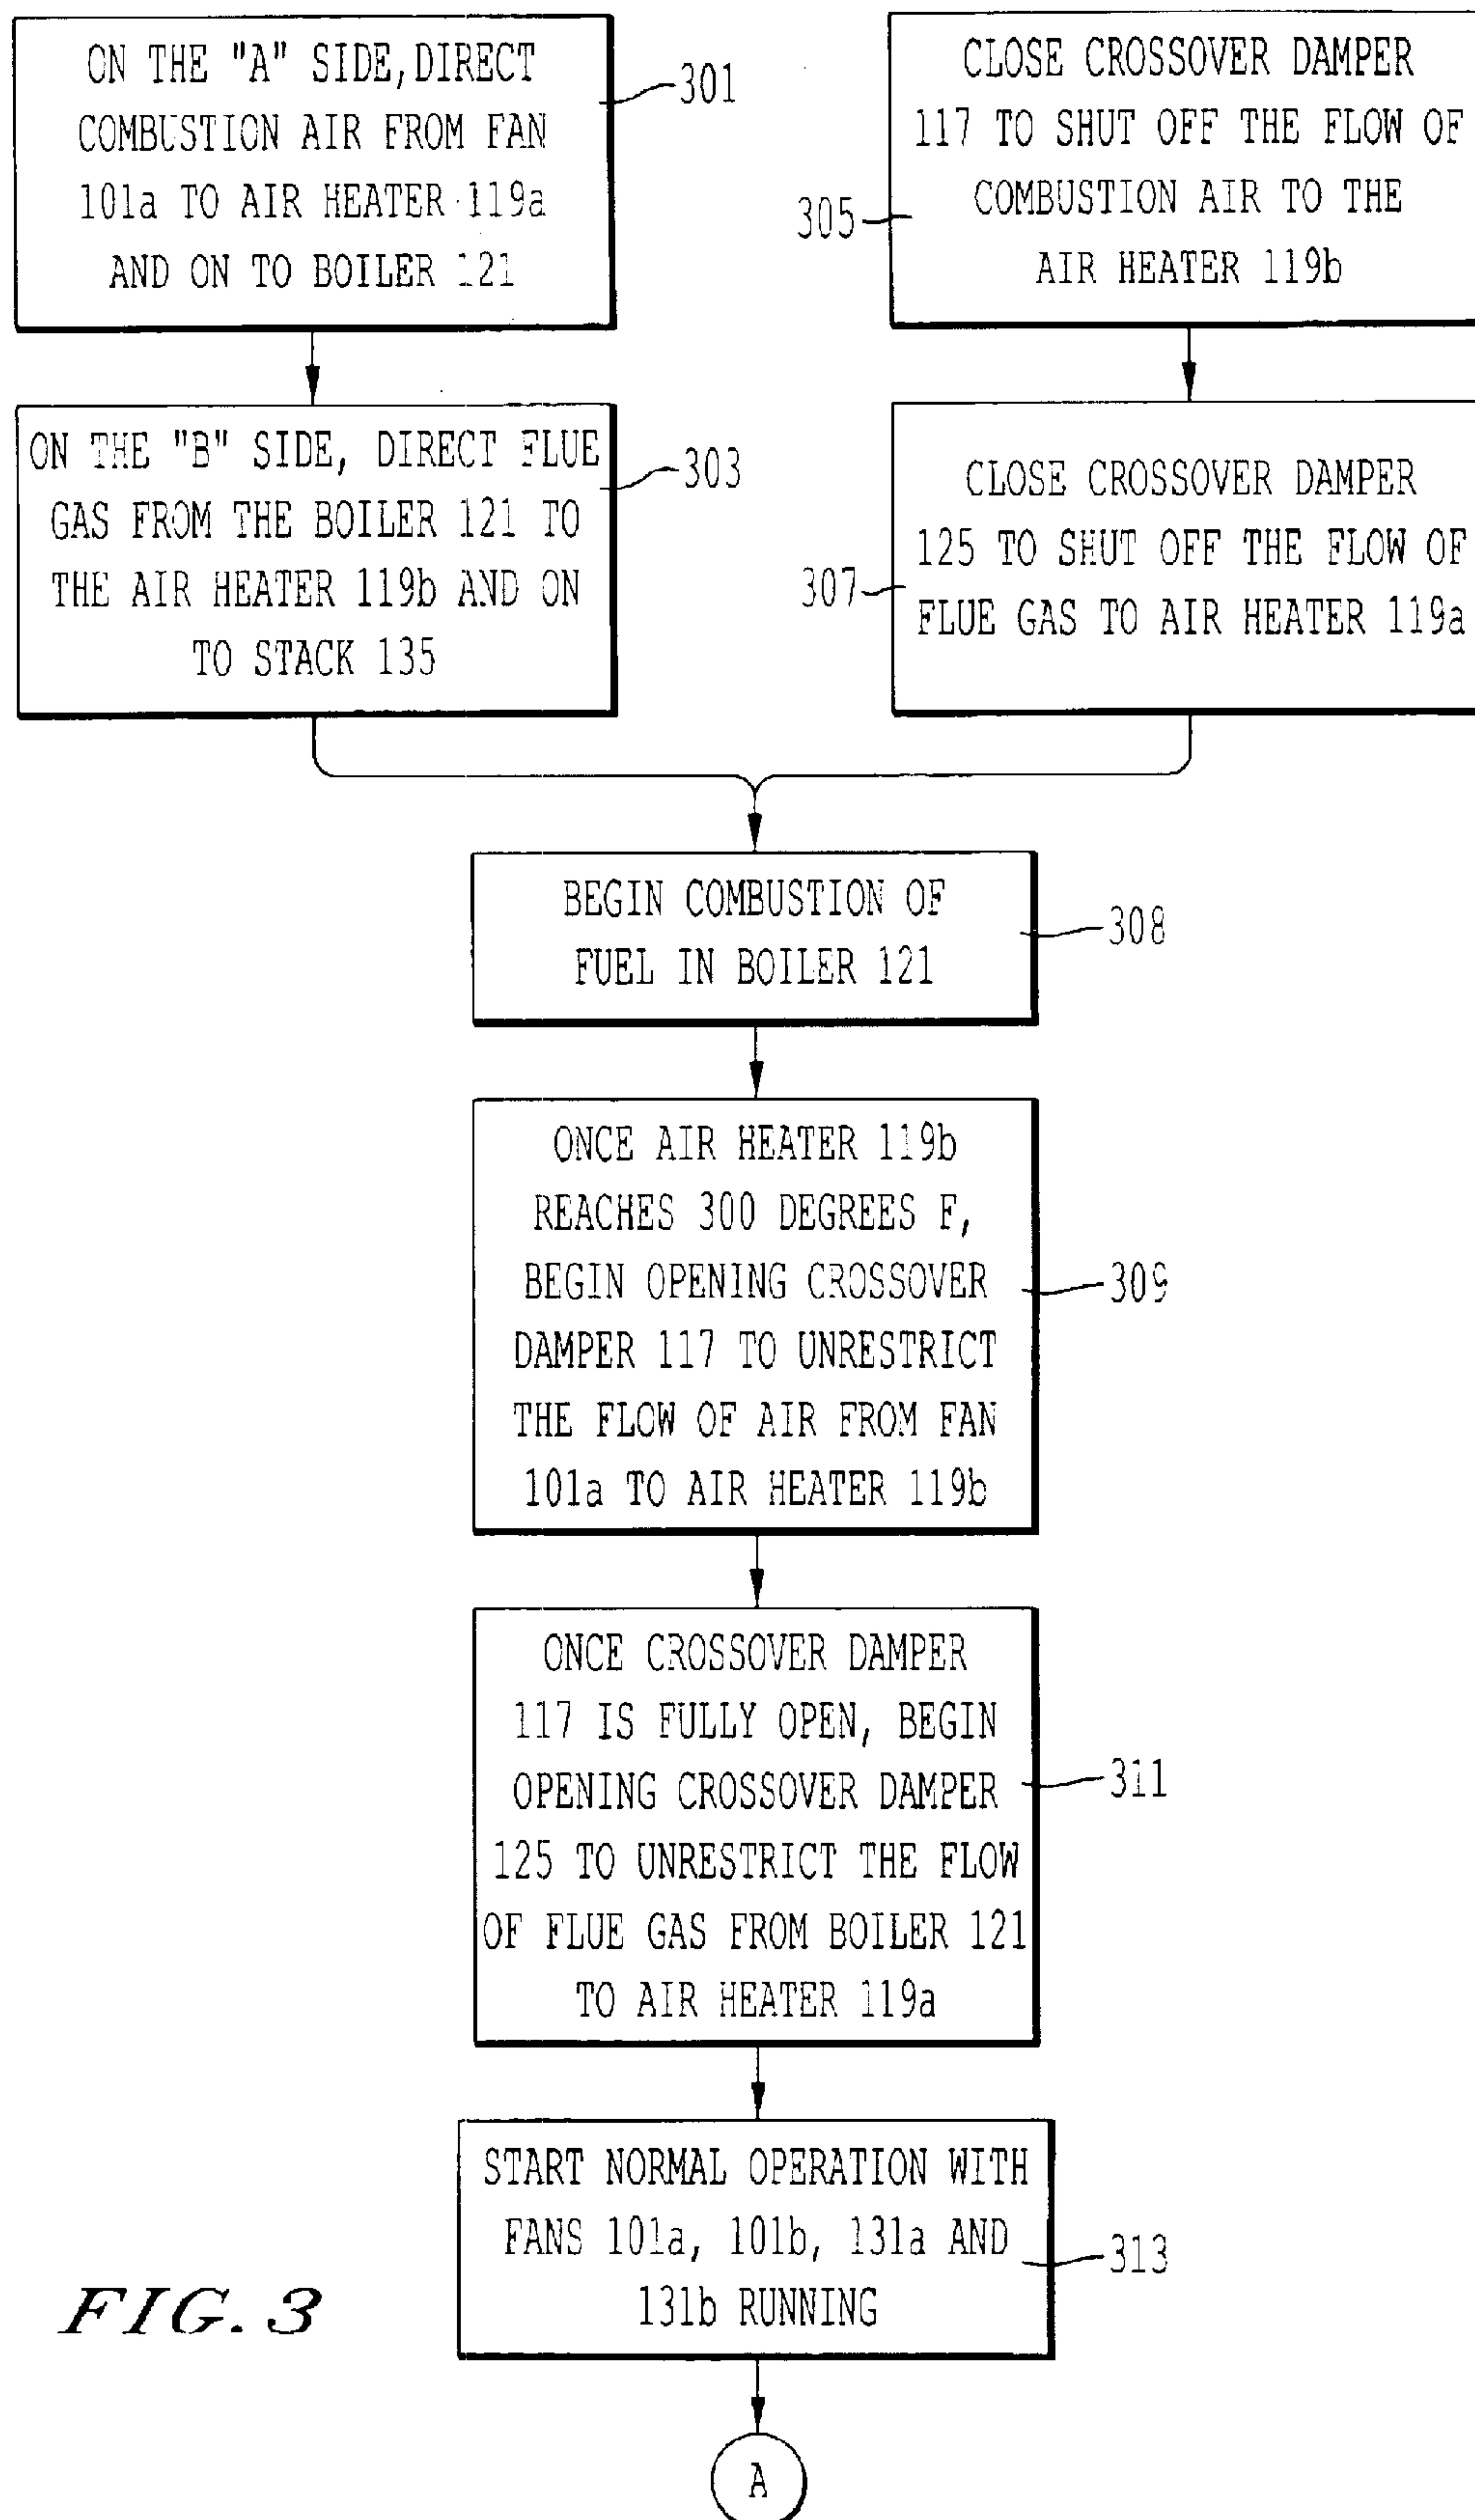 ON THE "A" SIDE, DIRECT
COMBUSTION AIR FROM FAN
101a TO AIR HEATER 119a
AND ON TO BOILER 121
301
ON THE "B" SIDE, DIRECT FLUE
GAS FROM THE BOILER 121 TO
THE AIR HEATER 119b AND ON
TO STACK 135
303
CLOSE CROSSOVER DAMPER
117 TO SHUT OFF THE FLOW OF
COMBUSTION AIR TO THE
AIR HEATER 119b
305
CLOSE CROSSOVER DAMPER
125 TO SHUT OFF THE FLOW OF
FLUE GAS TO AIR HEATER 119a
307
BEGIN COMBUSTION OF
FUEL IN BOILER 121
308
ONCE AIR HEATER 119b
REACHES 300 DEGREES F,
BEGIN OPENING CROSSOVER
DAMPER 117 TO UNRESTRICT
THE FLOW OF AIR FROM FAN
101a TO AIR HEATER 119b
309
ONCE CROSSOVER DAMPER
117 IS FULLY OPEN, BEGIN
OPENING CROSSOVER DAMPER
125 TO UNRESTRICT THE FLOW
OF FLUE GAS FROM BOILER 121
TO AIR HEATER 119a
311
START NORMAL OPERATION WITH
FANS 101a, 101b, 131a AND
131b RUNNING
313
FIG. 3
A